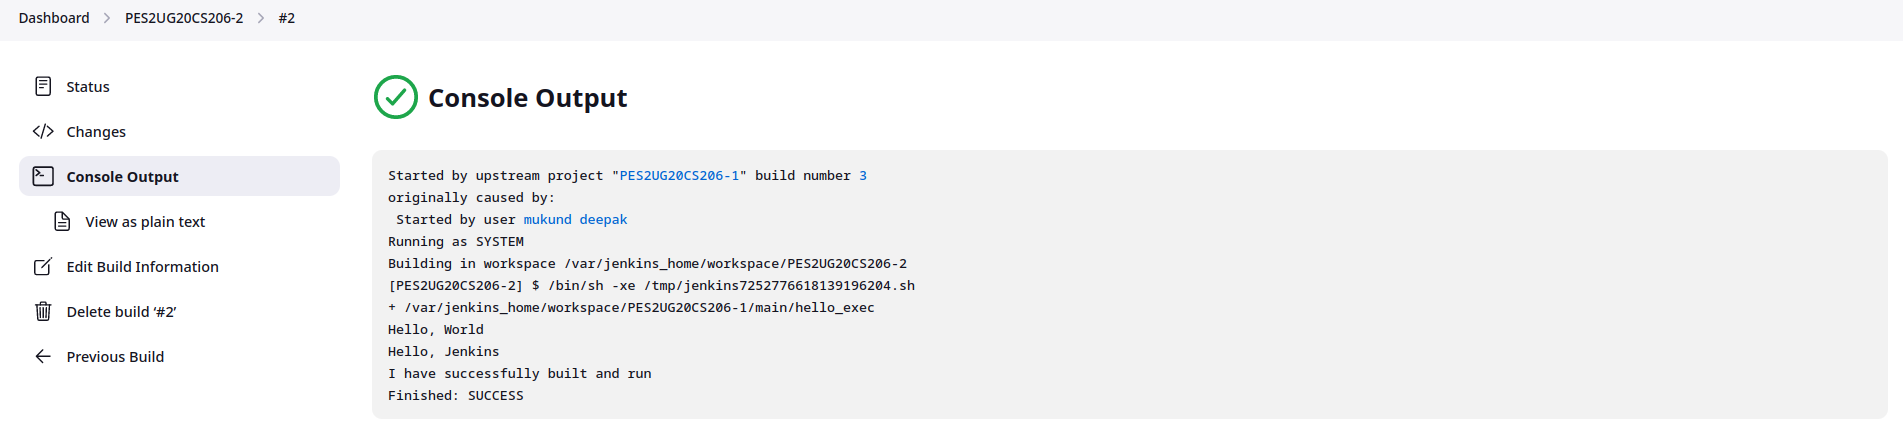 Dashboard > PES2UG20CS206-2 > #2
Status
Changes
Console Output
View as plain text
Edit Build Information
Delete build ‘#2’
Previous Build
Console Output
Started by upstream project "PES2UG20CS206-1" build number 3
originally caused by:
 Started by user mukund deepak
Running as SYSTEM
Building in workspace /var/jenkins_home/workspace/PES2UG20CS206-2
[PES2UG20CS206-2] $ /bin/sh -xe /tmp/jenkins7252776618139196204.sh
+ /var/jenkins_home/workspace/PES2UG20CS206-1/main/hello_exec
Hello, World
Hello, Jenkins
I have successfully built and run
Finished: SUCCESS